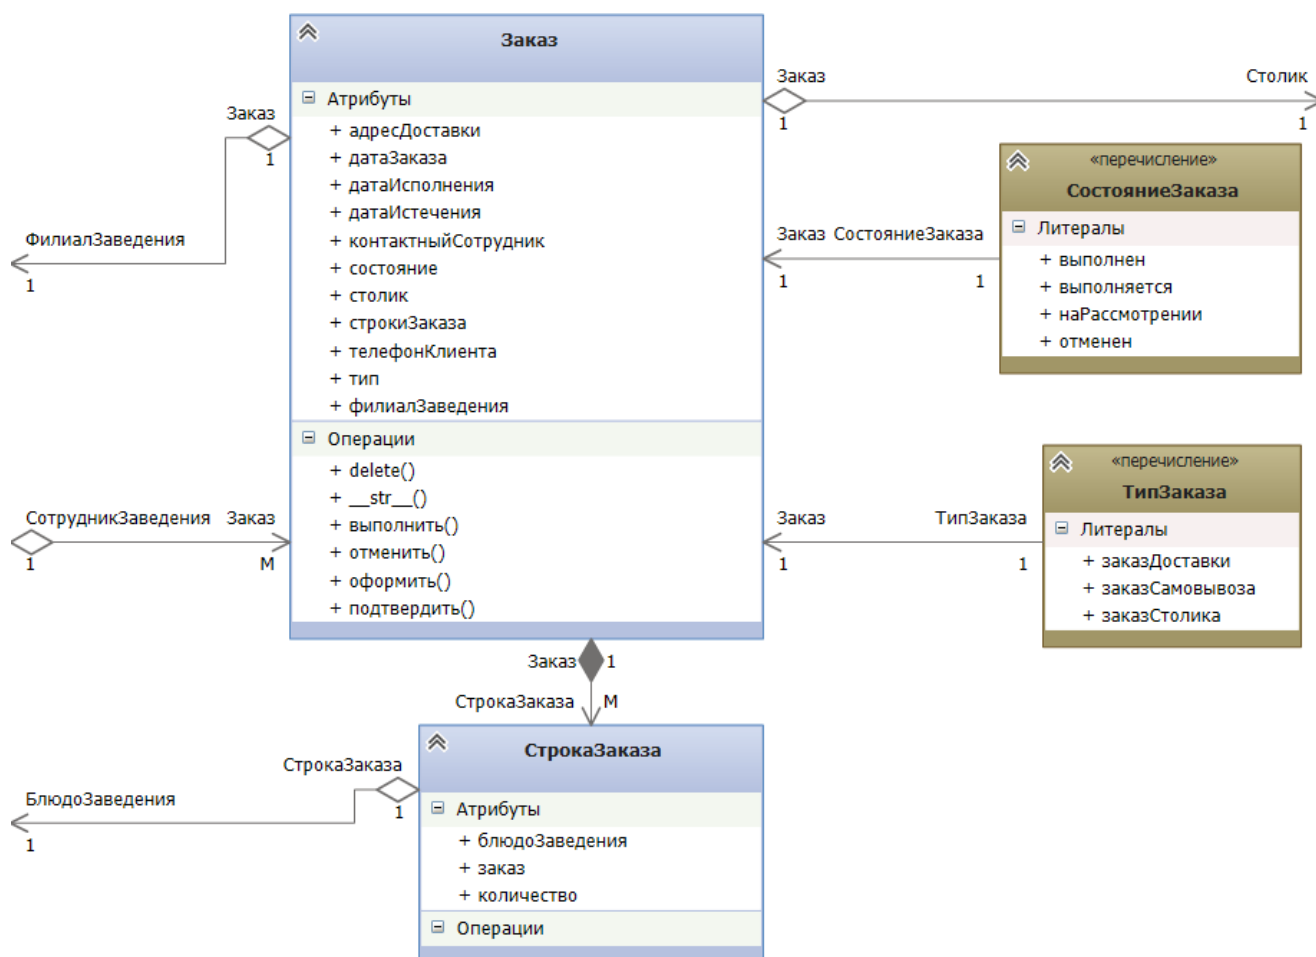 Заказ
Атрибуты
+ адресДоставки
+ датаЗаказа
+ датаИсполнения
+ датаИстечения
+ контактныйСотрудник
+ состояние
+ столик
+ строкиЗаказа
+ телефонКлиента
+ тип
+ филиалЗаведения
Операции
+ delete()
+ __str__()
+ выполнить()
+ отменить()
+ оформить()
+ подтвердить()
Заказ
1
ФилиалЗаведения
1
Заказ
1
Столик
1
«перечисление»
СостояниеЗаказа
Литералы
+ выполнен
+ выполняется
+ наРассмотрении
+ отменен
Заказ СостояниеЗаказа
1 1
«перечисление»
ТипЗаказа
Литералы
+ заказДоставки
+ заказСамовывоза
+ заказСтолика
Заказ ТипЗаказа
1 1
СотрудникЗаведения Заказ
1 М
Заказ 1
СтрокаЗаказа М
СтрокаЗаказа
Атрибуты
+ блюдоЗаведения
+ заказ
+ количество
Операции
СтрокаЗаказа
1
БлюдоЗаведения
1